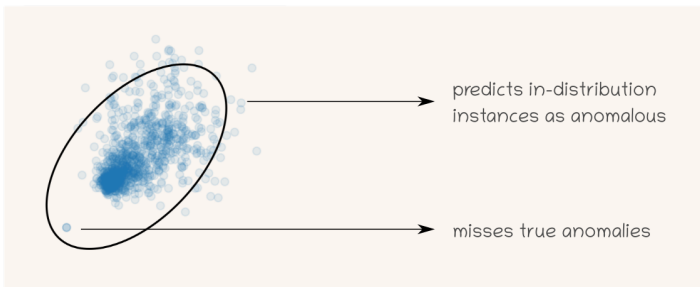 predicts in-distribution
instances as anomalous
misses true anomalies